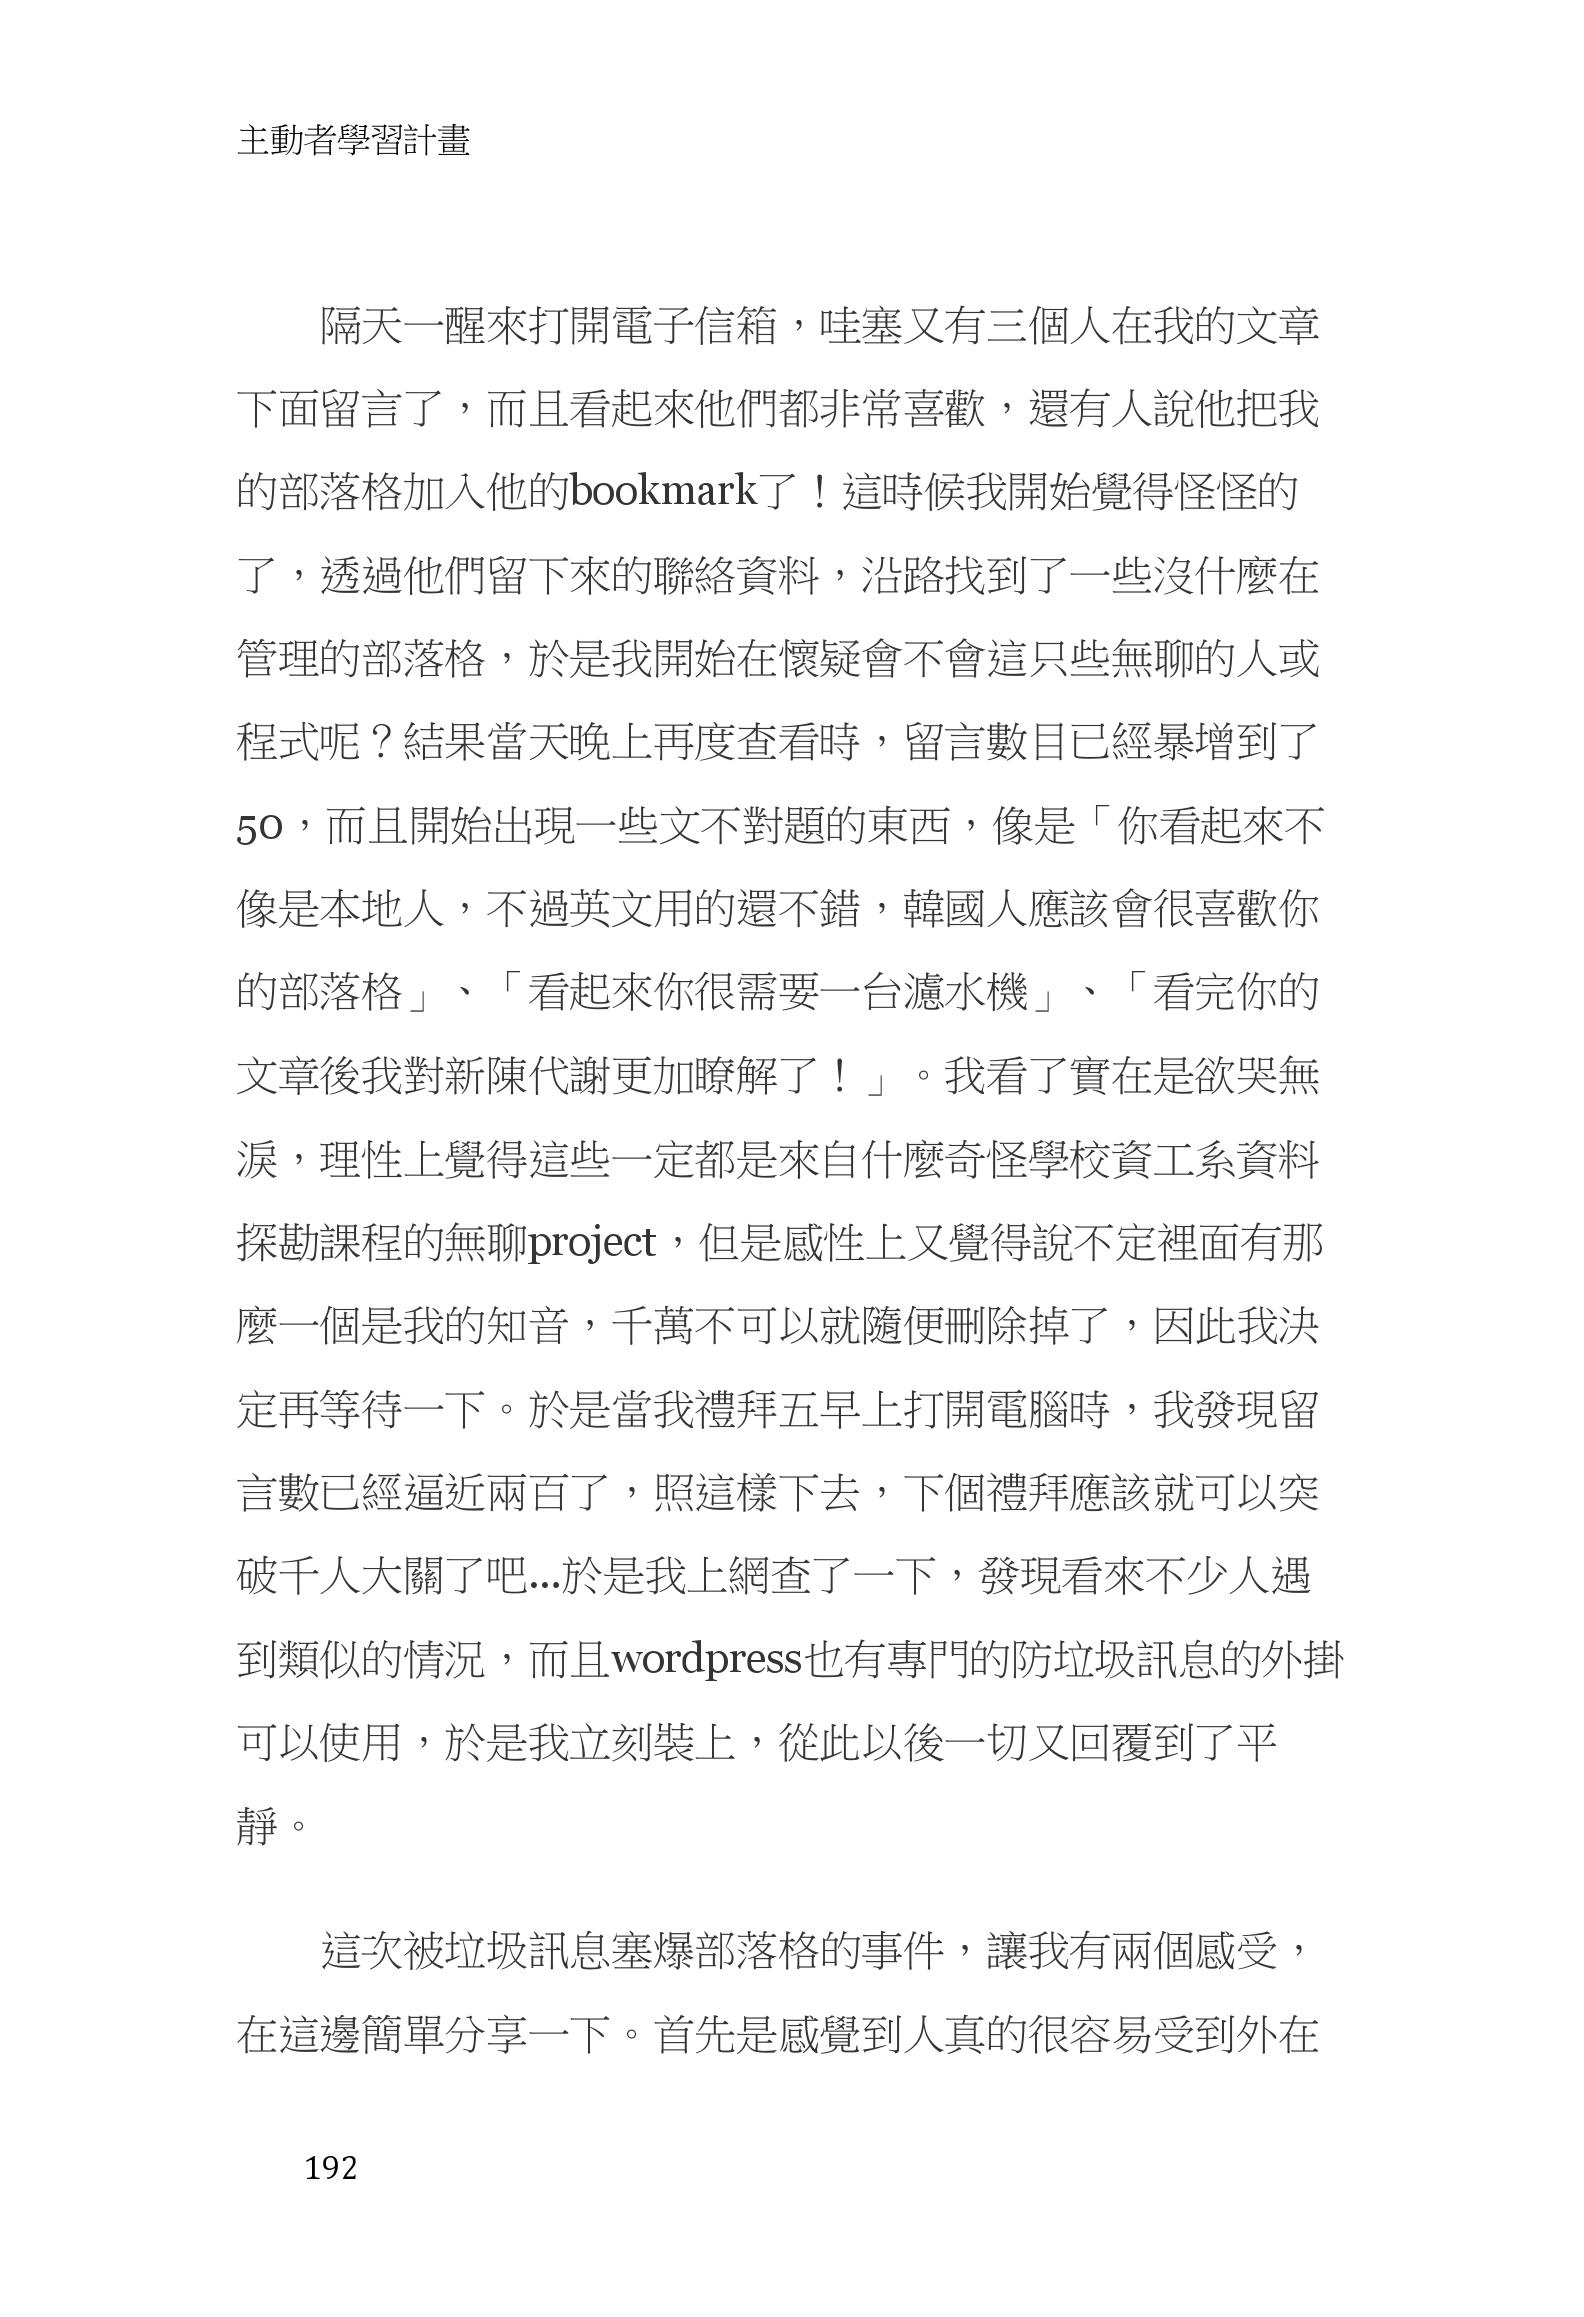 主動者學習計畫
隔天一醒來打開電子信箱，哇塞又有三個人在我的文章
下面留言了，而且看起來他們都非常喜歡，還有人說他把我
的部落格加入他的bookmark了！這時候我開始覺得怪怪的
了，透過他們留下來的聯絡資料，沿路找到了一些沒什麼在
管理的部落格，於是我開始在懷疑會不會這只些無聊的人或
程式呢？結果當天晚上再度查看時，留言數目已經暴增到了
50，而且開始出現一些文不對題的東西，像是「你看起來不
像是本地人，不過英文用的還不錯，韓國人應該會很喜歡你
的部落格」、「看起來你很需要一台濾水機」、「看完你的
文章後我對新陳代謝更加瞭解了！」。我看了實在是欲哭無
淚，理性上覺得這些一定都是來自什麼奇怪學校資工系資料
探勘課程的無聊project，但是感性上又覺得說不定裡面有那
麼一個是我的知音，千萬不可以就隨便刪除掉了，因此我決
定再等待一下。於是當我禮拜五早上打開電腦時，我發現留
言數已經逼近兩百了，照這樣下去，下個禮拜應該就可以突
破千人大關了吧...於是我上網查了一下，發現看來不少人遇
到類似的情況，而且wordpress也有專門的防垃圾訊息的外掛
可以使用，於是我立刻裝上，從此以後一切又回覆到了平
靜。
這次被垃圾訊息塞爆部落格的事件，讓我有兩個感受，
在這邊簡單分享一下。首先是感覺到人真的很容易受到外在
192